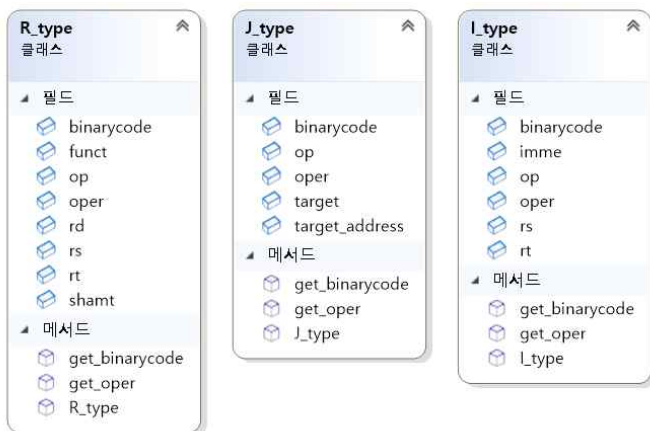 R_type
클래스
필드
binarycode
funct
op
oper
rd
rs
rt
shamt
메서드
get_binarycode
get_oper
R_type
J_type
클래스
필드
binarycode
op
oper
target
target_address
메서드
get_binarycode
get_oper
J_type
I_type
클래스
필드
binarycode
imme
op
oper
rs
rt
메서드
get_binarycode
get_oper
I_type